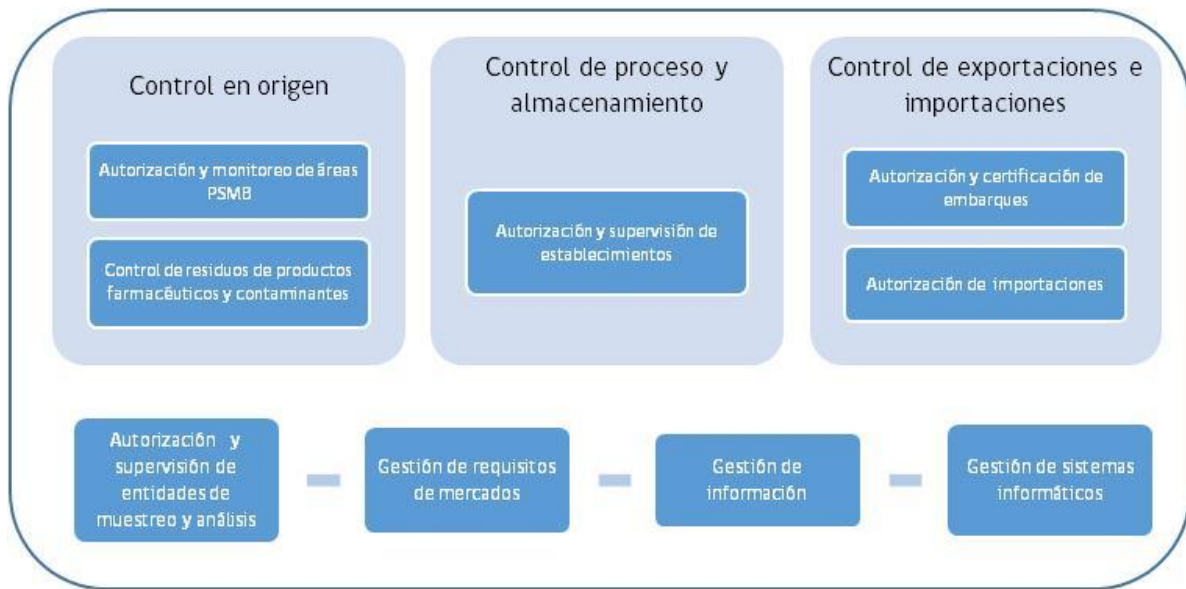 Control en origen
Autorización y monitoreo de áreas
PSMB
Control de residuos de productos
farmacéuticos y contaminantes
Control de proceso y
almacenamiento
Autorización y supervisión de
establecimientos
Control de exportaciones e
importaciones
Autorización y certificación de
embarques
Autorización de importaciones
Autorización y
supervisión de
entidades de
muestreo y análisis
Gestión de requisitos
de mercados
Gestión de
información
Gestión de sistemas
informáticos